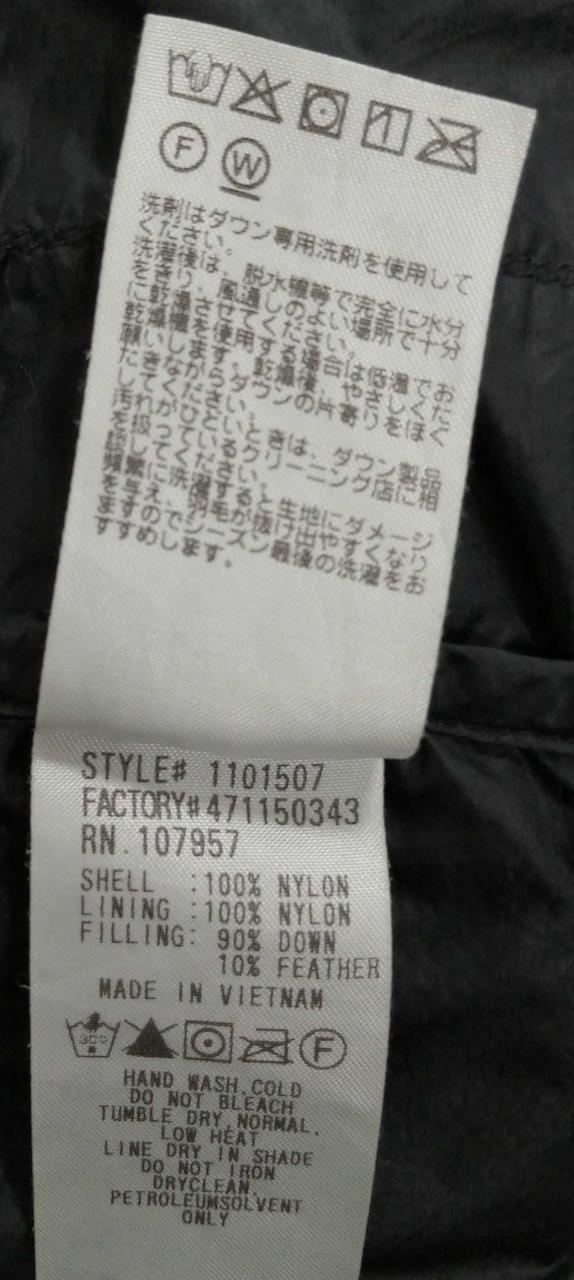 F W
洗剤はダウン専用洗剤を使用して
ください。
洗濯後は、脱水機等で完全に水分
をきり、風通しのよい場所で十分
に乾燥させてください。
乾燥機を使用する場合は低温でお
願いします。乾燥後、やさしくた
たきながらダウンの片寄りをほぐ
してください。
汚れがひどいときは、ダウン製品
を扱っているクリーニング店に相
談してください。
頻繁に洗濯すると生地にダメージ
を与え、羽毛が抜け出やすくなり
ますので、シーズン最後の洗濯をお
すすめします。
STYLE# 1101507
FACTORY#471150343
RN.107957
SHELL :100% NYLON
LINING :100% NYLON
FILLING: 90% DOWN
10% FEATHER
MADE IN VIETNAM
30C F
HAND WASH.COLD
DO NOT BLEACH
TUMBLE DRY,NORMAL.
LOW HEAT
LINE DRY IN SHADE
DO NOT IRON
DRYCLEAN.
PETROLEUMSOLVENT
ONLY